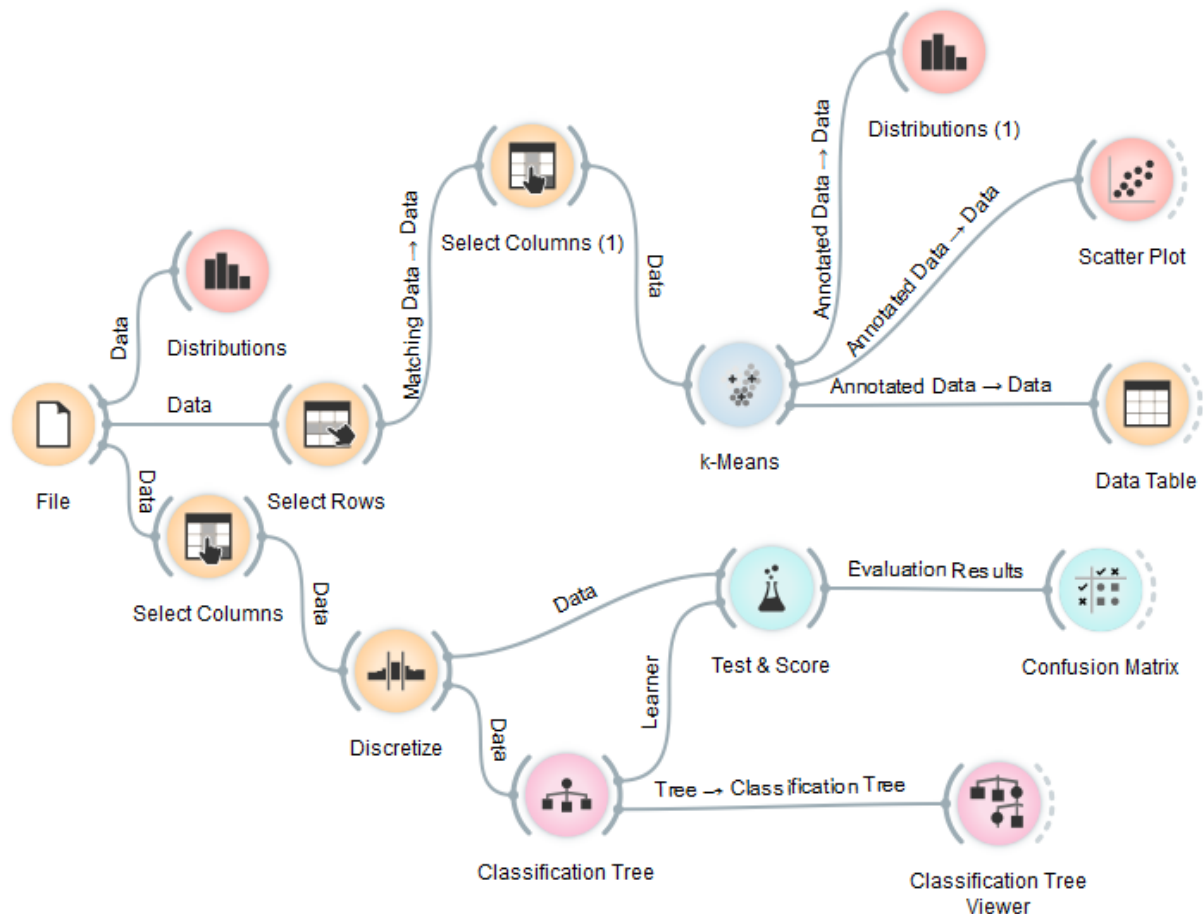 Distributions (1)
Annotated Data → Data
Select Columns (1)
Matching Data → Data
Scatter Plot
Annotated Data → Data
Data
Distributions
Data
Data
Annotated Data → Data
File
Data
Select Rows
k-Means
Data Table
Select Columns
Data
Data
Evaluation Results
Test & Score
Confusion Matrix
Learner
Discretize
Data
Tree → Classification Tree
Classification Tree
Classification Tree
Viewer